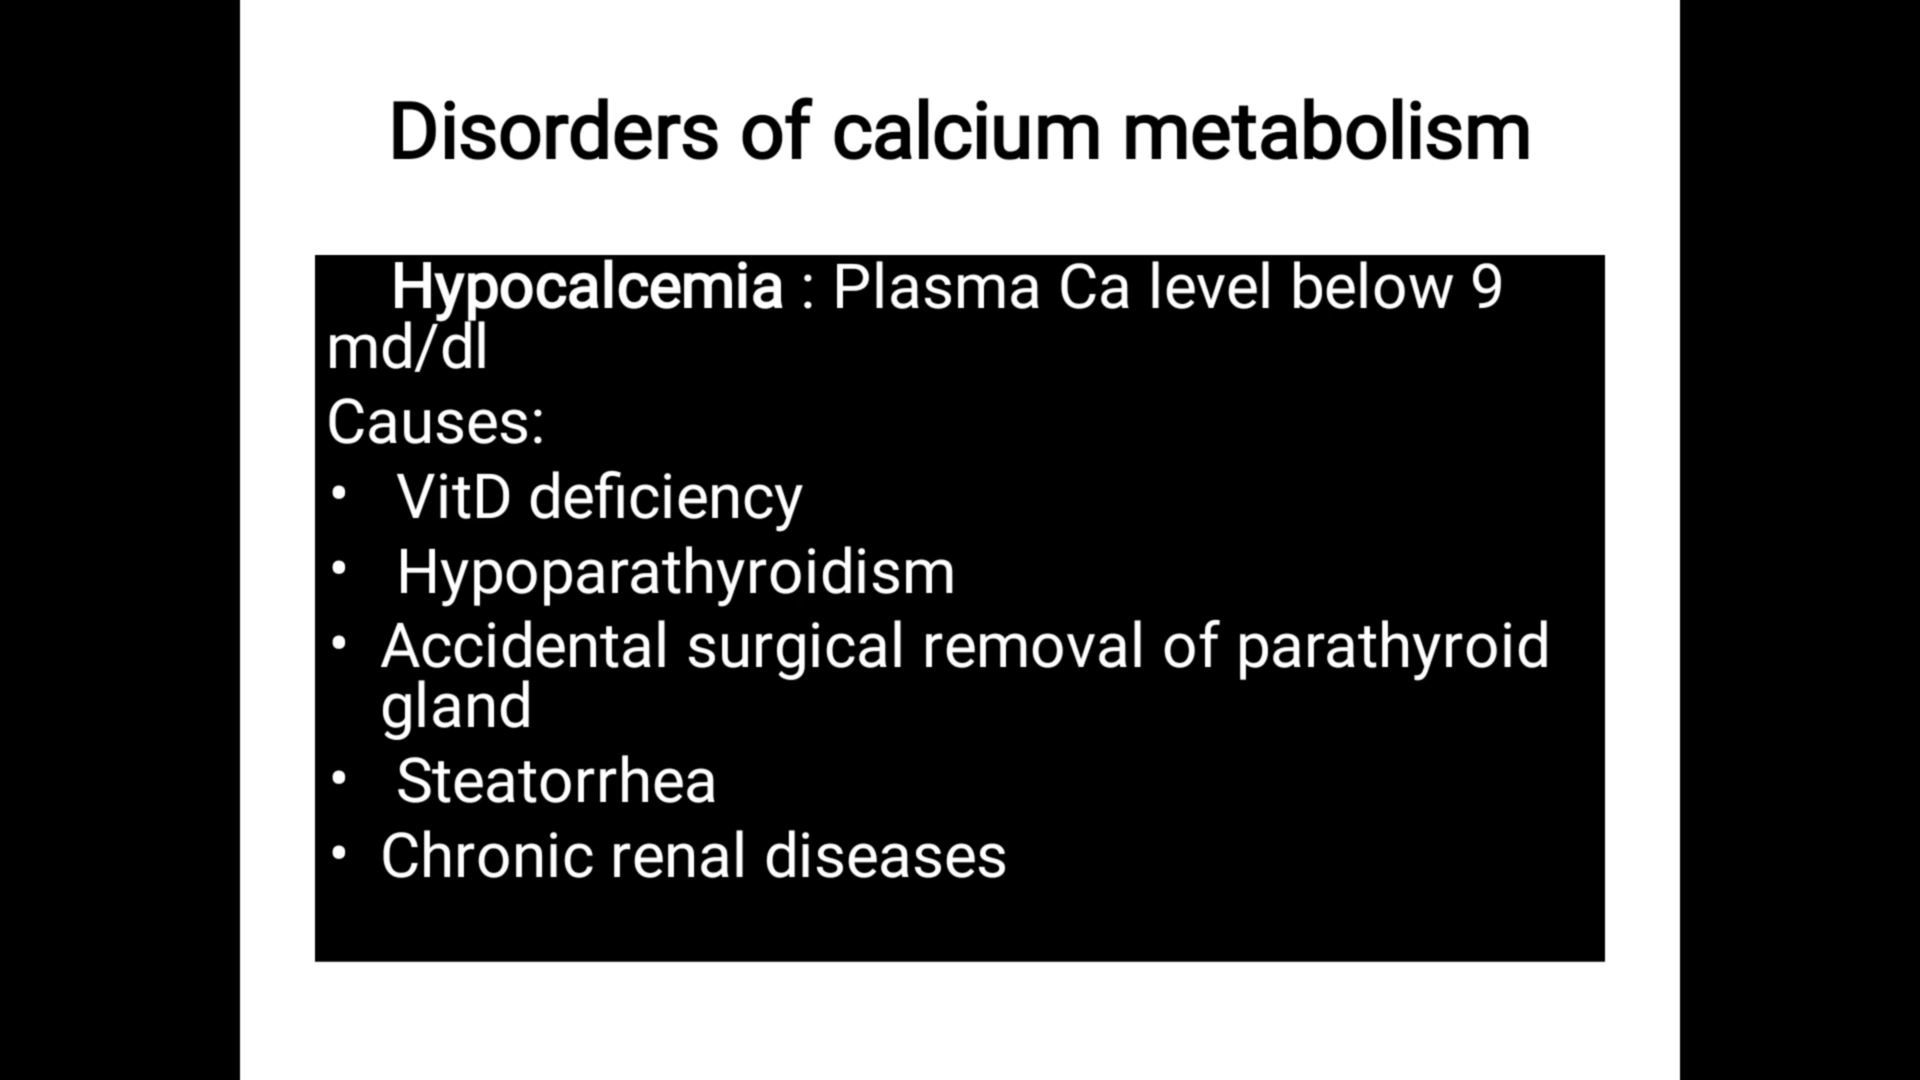 Disorders of calcium metabolism
Hypocalcemia : Plasma Ca level below 9
md/dl
Causes:
• VitD deficiency
• Hypoparathyroidism
• Accidental surgical removal of parathyroid
gland
• Steatorrhea
• Chronic renal diseases